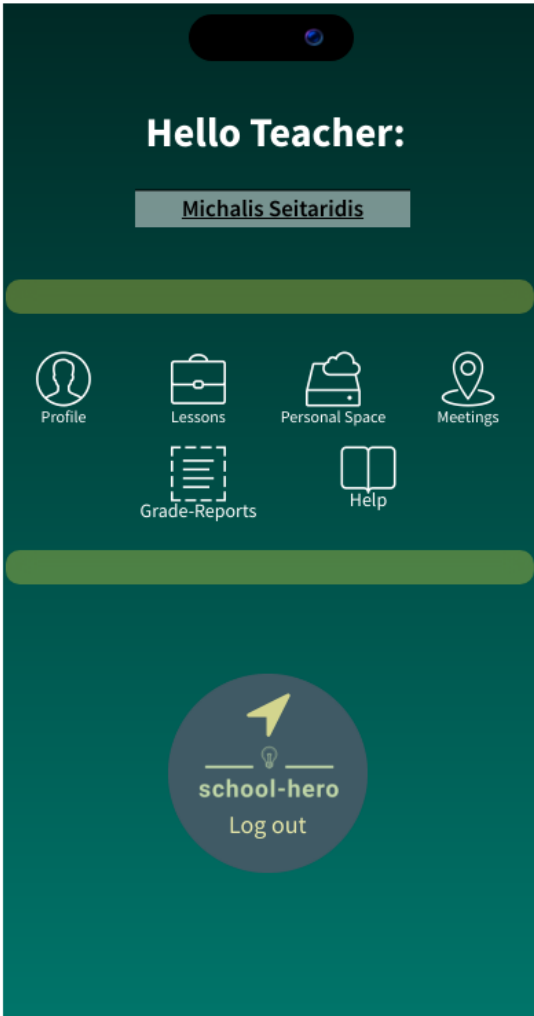 Hello Teacher:
Michalis Seitaridis
Profile Lessons Personal Space Meetings
Grade-Reports Help
school-hero
Log out